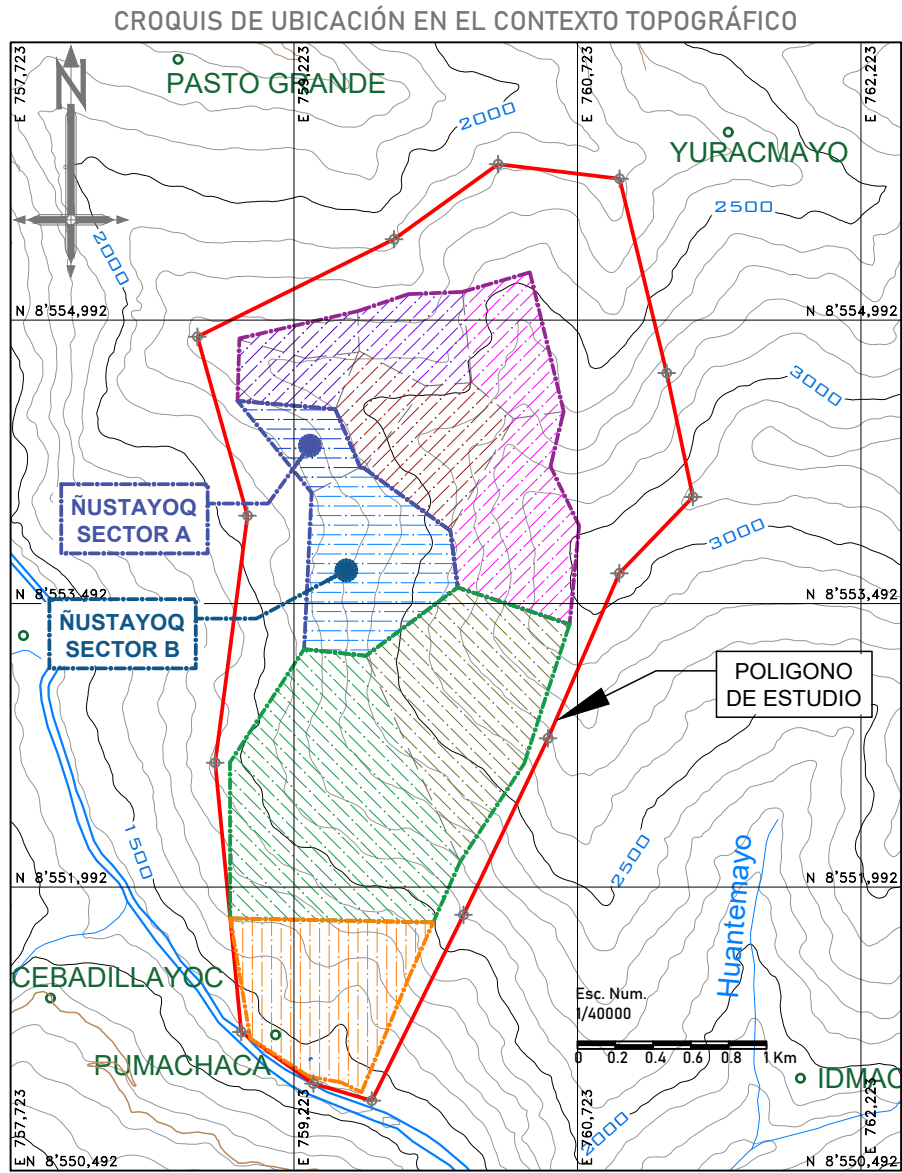 CROQUIS DE UBICACIÓN EN EL CONTEXTO TOPOGRÁFICO
E 757,723
E 759,223
E 760,723
E 762,223
N
PASTO GRANDE
2000
YURACMAYO
2500
2000
N 8'554,992
N 8'554,992
3000
ÑUSTAYOQ
SECTOR A
3000
N 8'553,492
N 8'553,492
ÑUSTAYOQ
SECTOR B
POLIGONO
DE ESTUDIO
1500
2500
N 8'551,992
N 8'551,992
Huantemayo
CEBADILLAYOC
Esc. Num.
1/40000
0 0.2 0.4 0.6 0.8 1 Km
PUMACHACA
IDMAC
2000
E 757,723
E 759,223
E 760,723
E 762,223
N 8'550,492
N 8'550,492